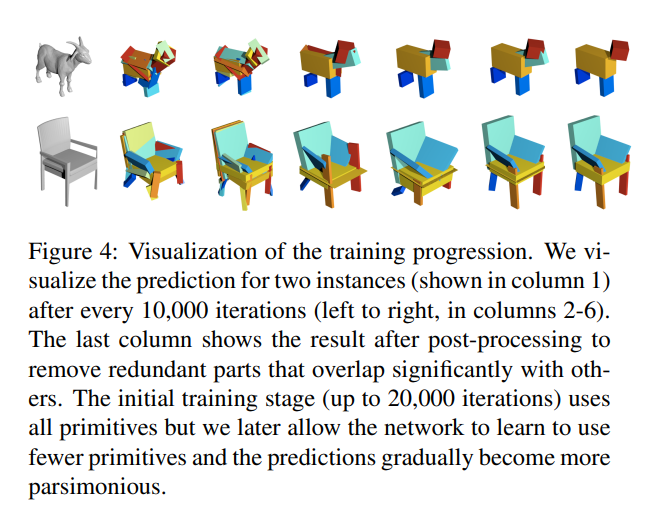 Figure 4: Visualization of the training progression. We vi-
sualize the prediction for two instances (shown in column 1)
after every 10,000 iterations (left to right, in columns 2-6).
The last column shows the result after post-processing to
remove redundant parts that overlap significantly with oth-
ers. The initial training stage (up to 20,000 iterations) uses
all primitives but we later allow the network to learn to use
fewer primitives and the predictions gradually become more
parsimonious.